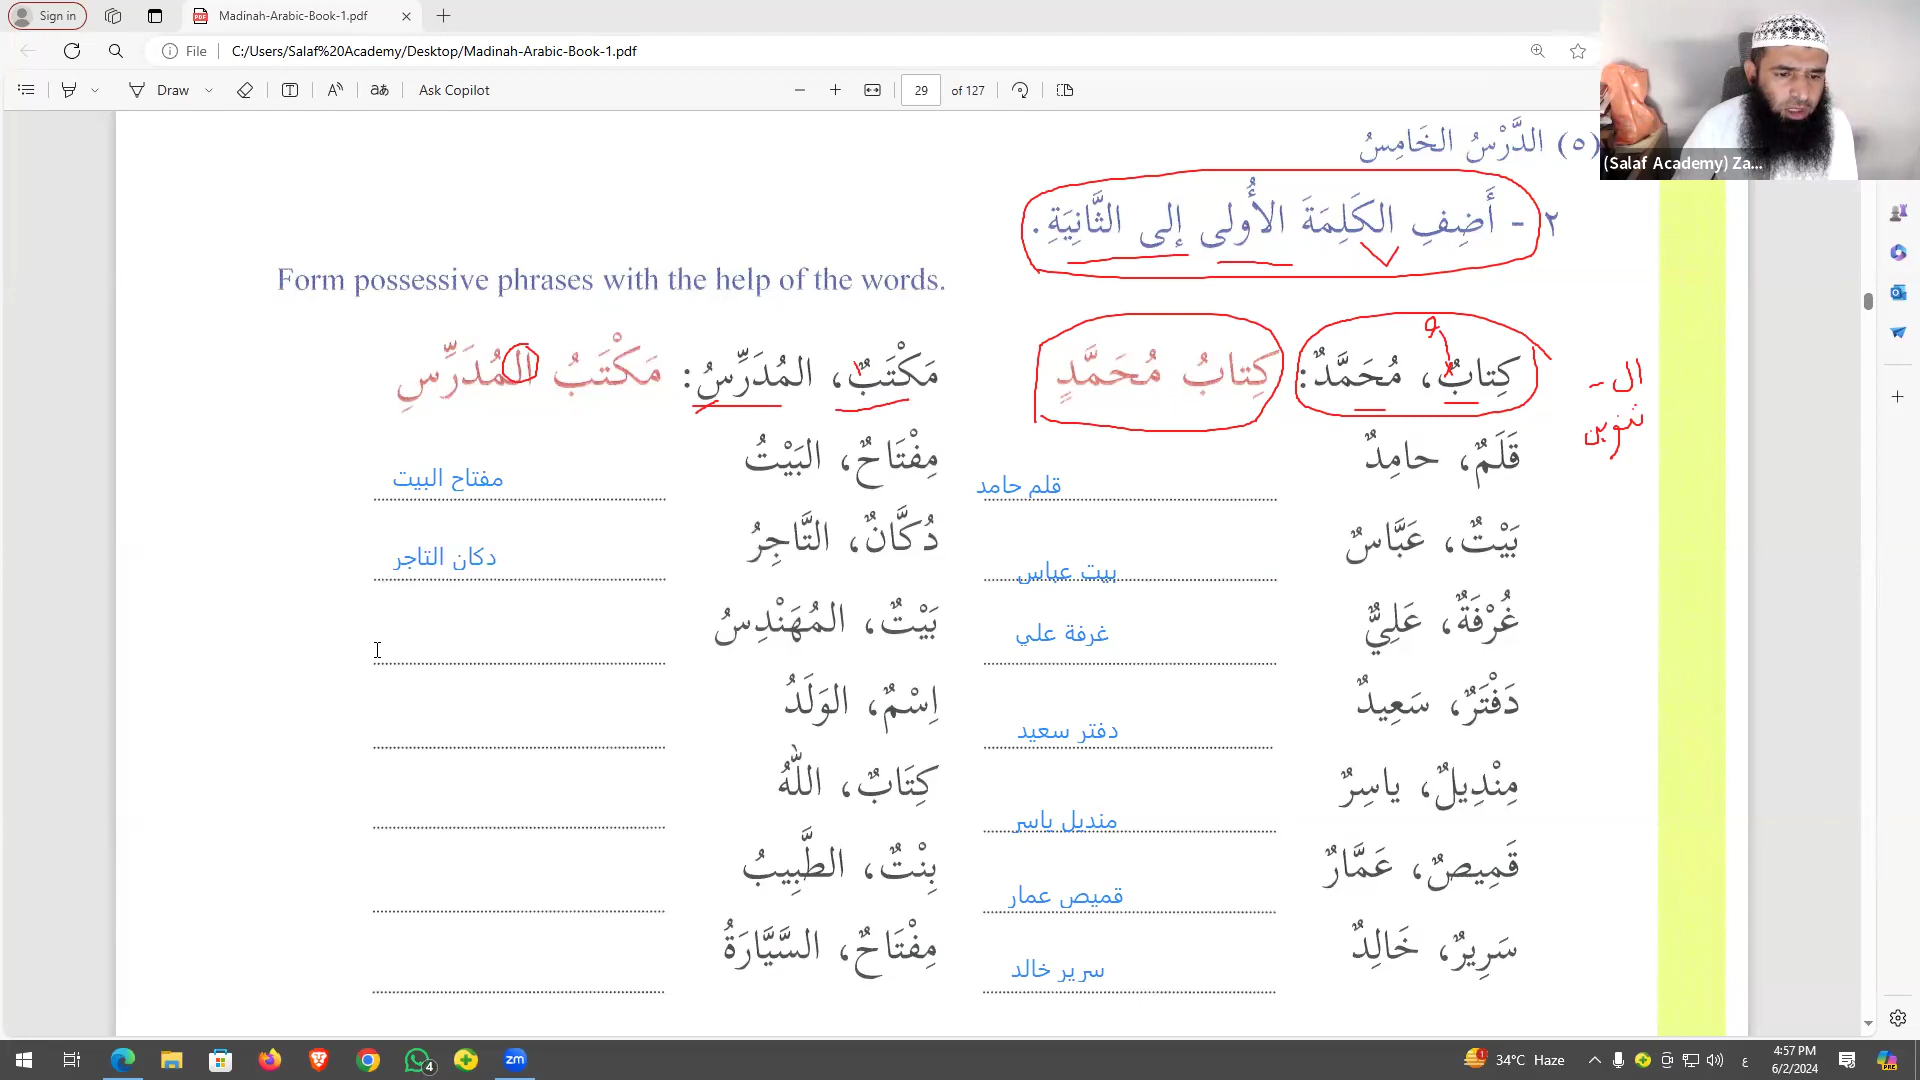 Sign in
Madinah-Arabic-Book-1.pdf
File C:/Users/Salaf%20Academy/Desktop/Madinah-Arabic-Book-1.pdf
Draw
Ask Copilot
29 of 127
(Salaf Academy) Za...
(٥) الدَّرْسُ الخَامِسُ
٢ - أَضِفِ الكَلِمَةَ الأُولى إلى الثَّانِيَةِ.
Form possessive phrases with the help of the words.
كِتابٌ، مُحَمَّدٌ: كِتابُ مُحَمَّدٍ
مَكْتَبٌ، المُدَرِّسُ: مَكْتَبُ المُدَرِّسِ
ال -
تنوين
قَلَمٌ، حامِدٌ قلم حامد
مِفْتَاحٌ، البَيْتُ مفتاح البيت
بَيْتٌ، عَبَّاسٌ بيت عباس
دُكَّانٌ، التَّاجِرُ دكان التاجر
غُرْفَةٌ، عَلِيٌّ غرفة علي
بَيْتٌ، المُهَنْدِسُ
دَفْتَرٌ، سَعِيدٌ دفتر سعيد
اِسْمٌ، الوَلَدُ
مِنْدِيلٌ، ياسِرٌ منديل ياسر
كِتَابٌ، اللهُ
قَمِيصٌ، عَمَّارٌ قميص عمار
بِنْتٌ، الطَّبِيبُ
سَرِيرٌ، خَالِدٌ سرير خالد
مِفْتَاحٌ، السَّيَّارَةُ
34°C Haze
ع
4:57 PM
6/2/2024